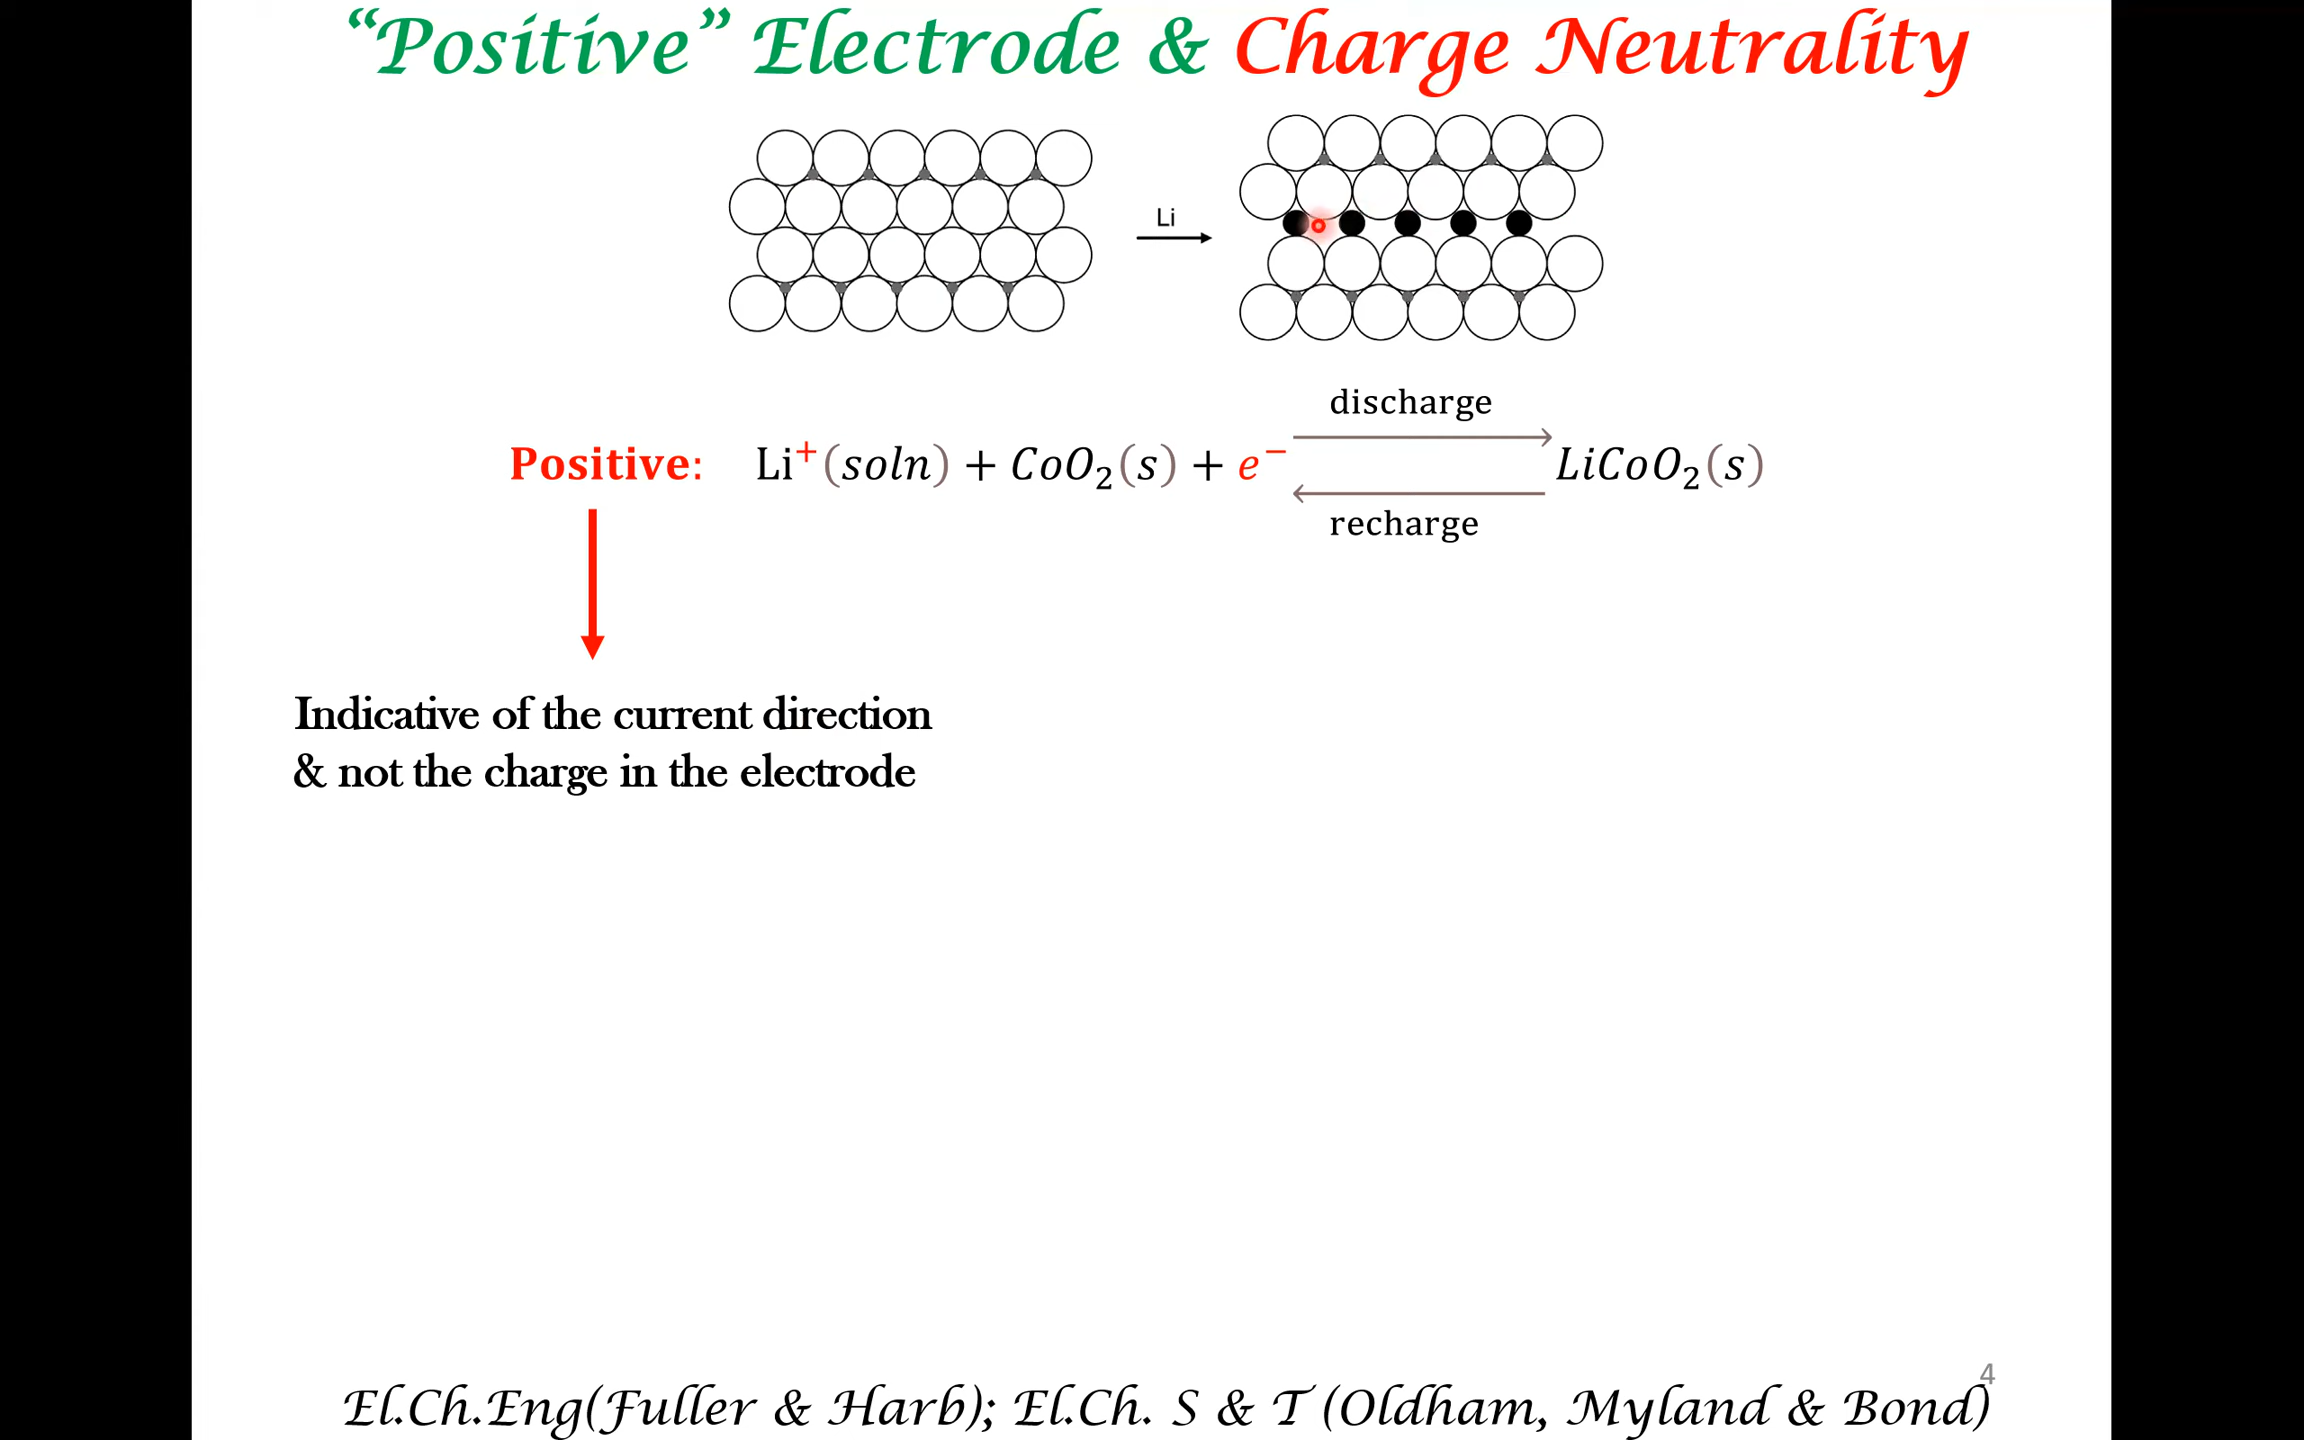 “Positive” Electrode & Charge Neutrality
Li
discharge
Positive: Li⁺(soln) + CoO₂(s) + e⁻ LiCoO₂(s)
recharge
Indicative of the current direction
& not the charge in the electrode
4
El.Ch.Eng(Fuller & Harb); El.Ch. S & T (Oldham, Myland & Bond)